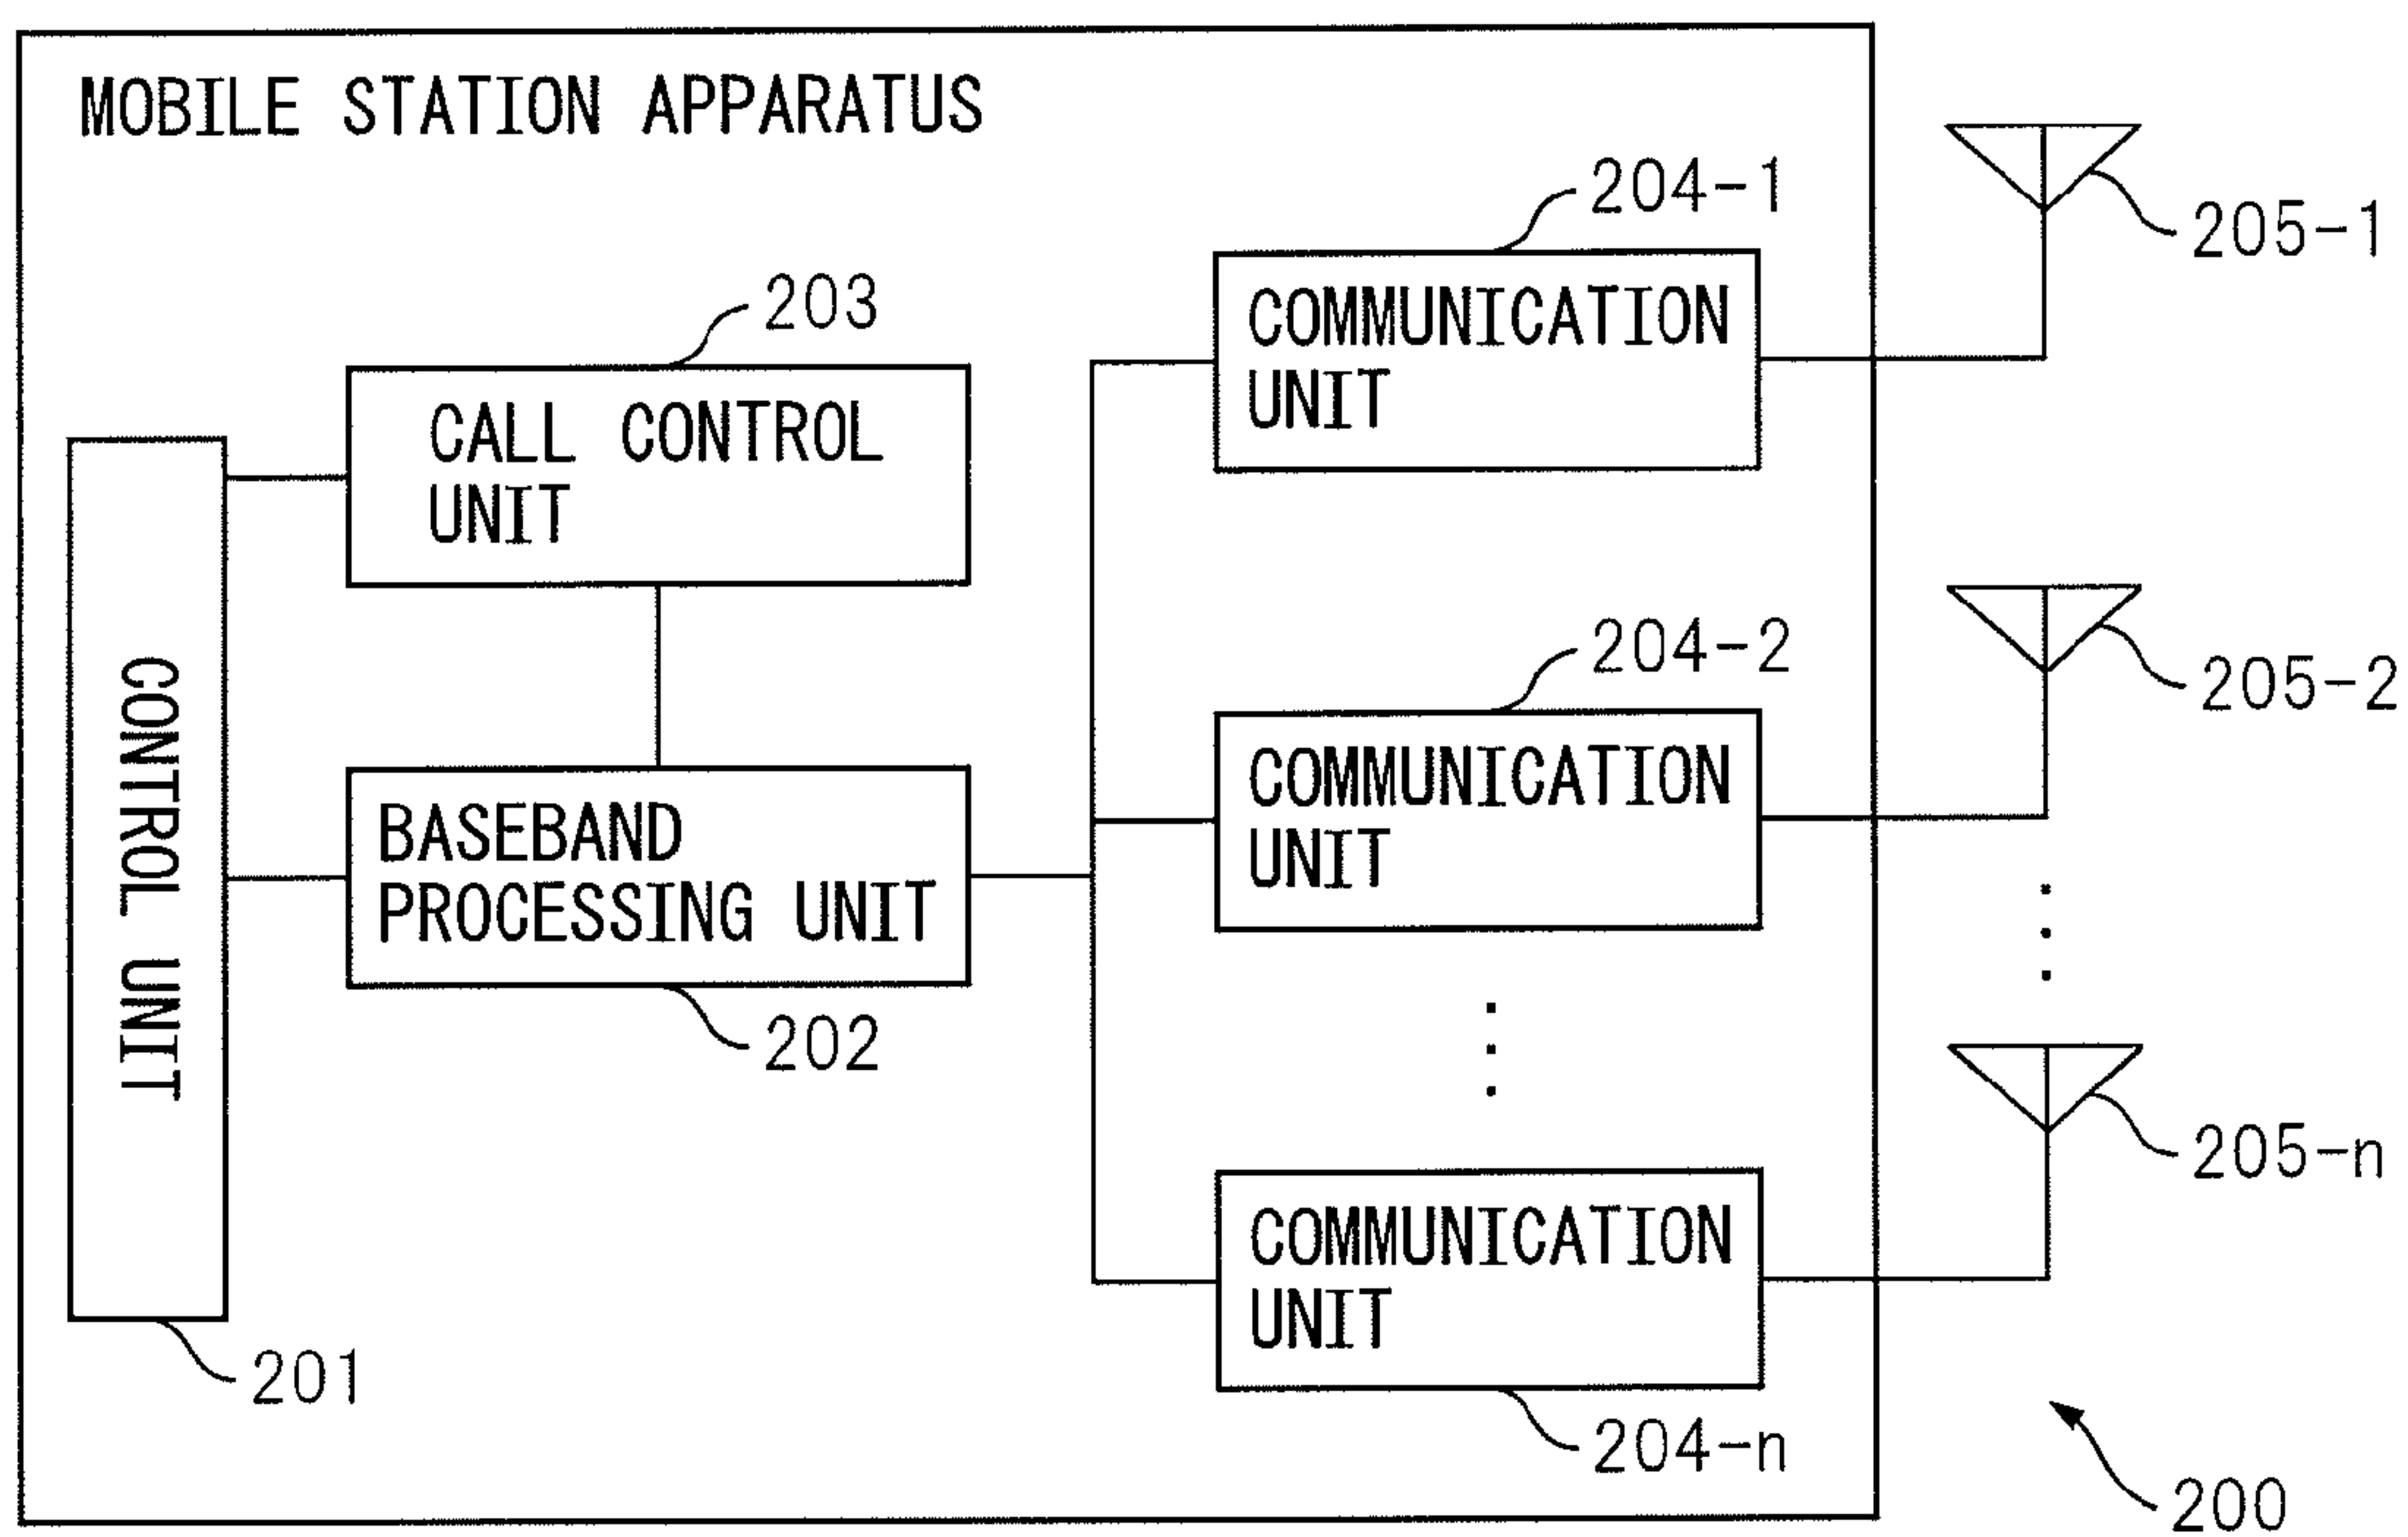 MOBILE STATION APPARATUS
204-1
205-1
COMMUNICATION
UNIT
203
CALL CONTROL
UNIT
204-2
205-2
COMMUNICATION
UNIT
CONTROL UNIT
BASEBAND
PROCESSING UNIT
202
205-n
COMMUNICATION
UNIT
201
204-n
200